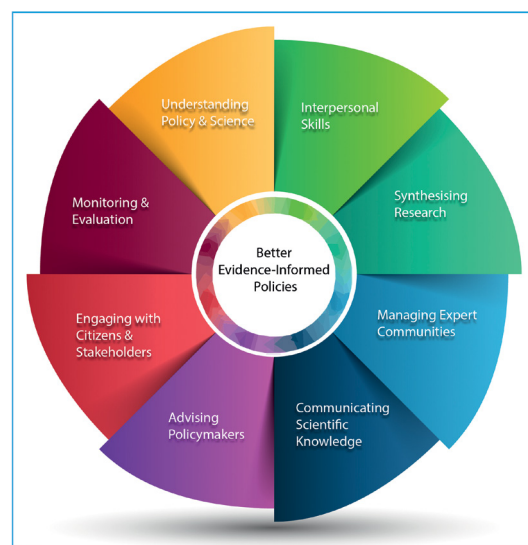 Understanding
Policy & Science
Interpersonal
Skills
Synthesising
Research
Managing Expert
Communities
Communicating
Scientific
Knowledge
Advising
Policymakers
Engaging with
Citizens &
Stakeholders
Monitoring &
Evaluation
Better
Evidence-Informed
Policies